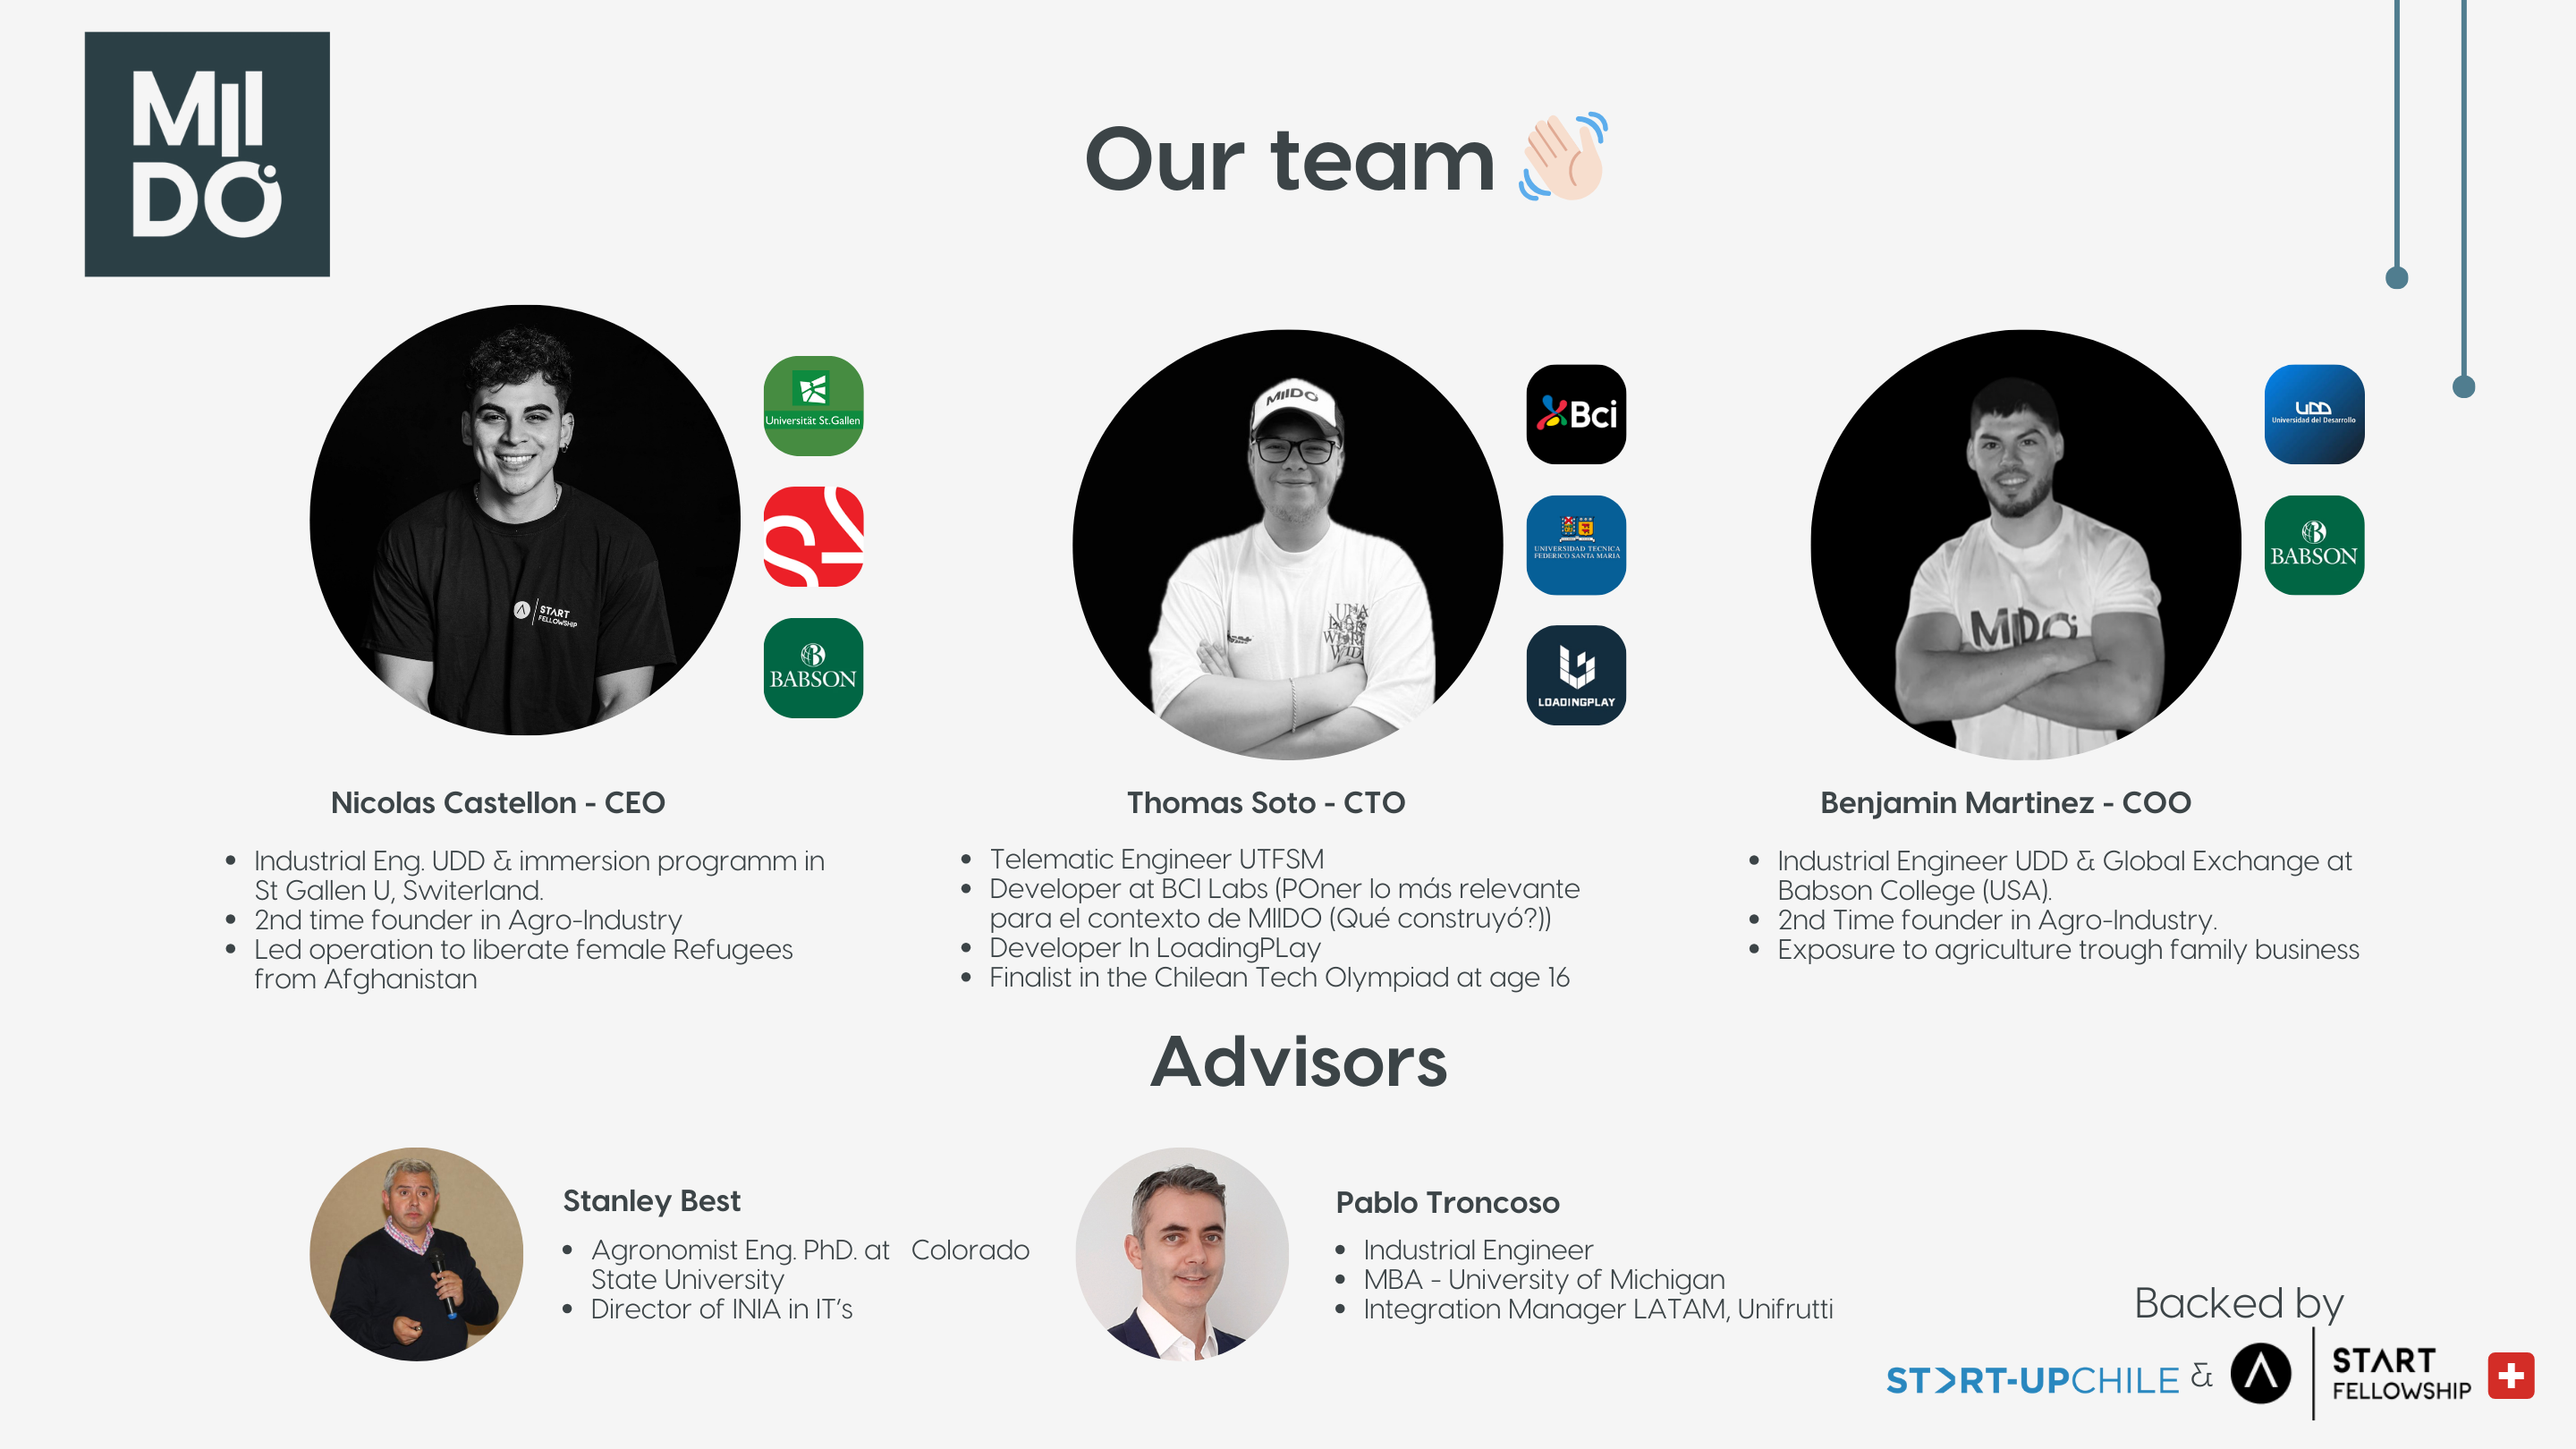 MIIDO
Our team
START
FELLOWSHIP
Universität St.Gallen
BABSON
MIIDO
Bci
UNIVERSIDAD TECNICA
FEDERICO SANTA MARIA
LOADINGPLAY
UDD
Universidad del Desarrollo
BABSON
Nicolas Castellon - CEO
• Industrial Eng. UDD & immersion programm in
St Gallen U, Switerland.
• 2nd time founder in Agro-Industry
• Led operation to liberate female Refugees
from Afghanistan
Thomas Soto - CTO
• Telematic Engineer UTFSM
• Developer at BCI Labs (POner lo más relevante
para el contexto de MIIDO (Qué construyó?))
• Developer In LoadingPLay
• Finalist in the Chilean Tech Olympiad at age 16
Benjamin Martinez - COO
• Industrial Engineer UDD & Global Exchange at
Babson College (USA).
• 2nd Time founder in Agro-Industry.
• Exposure to agriculture trough family business
Advisors
Stanley Best
• Agronomist Eng. PhD. at Colorado
State University
• Director of INIA in IT’s
Pablo Troncoso
• Industrial Engineer
• MBA - University of Michigan
• Integration Manager LATAM, Unifrutti
Backed by
START-UPCHILE & START
FELLOWSHIP